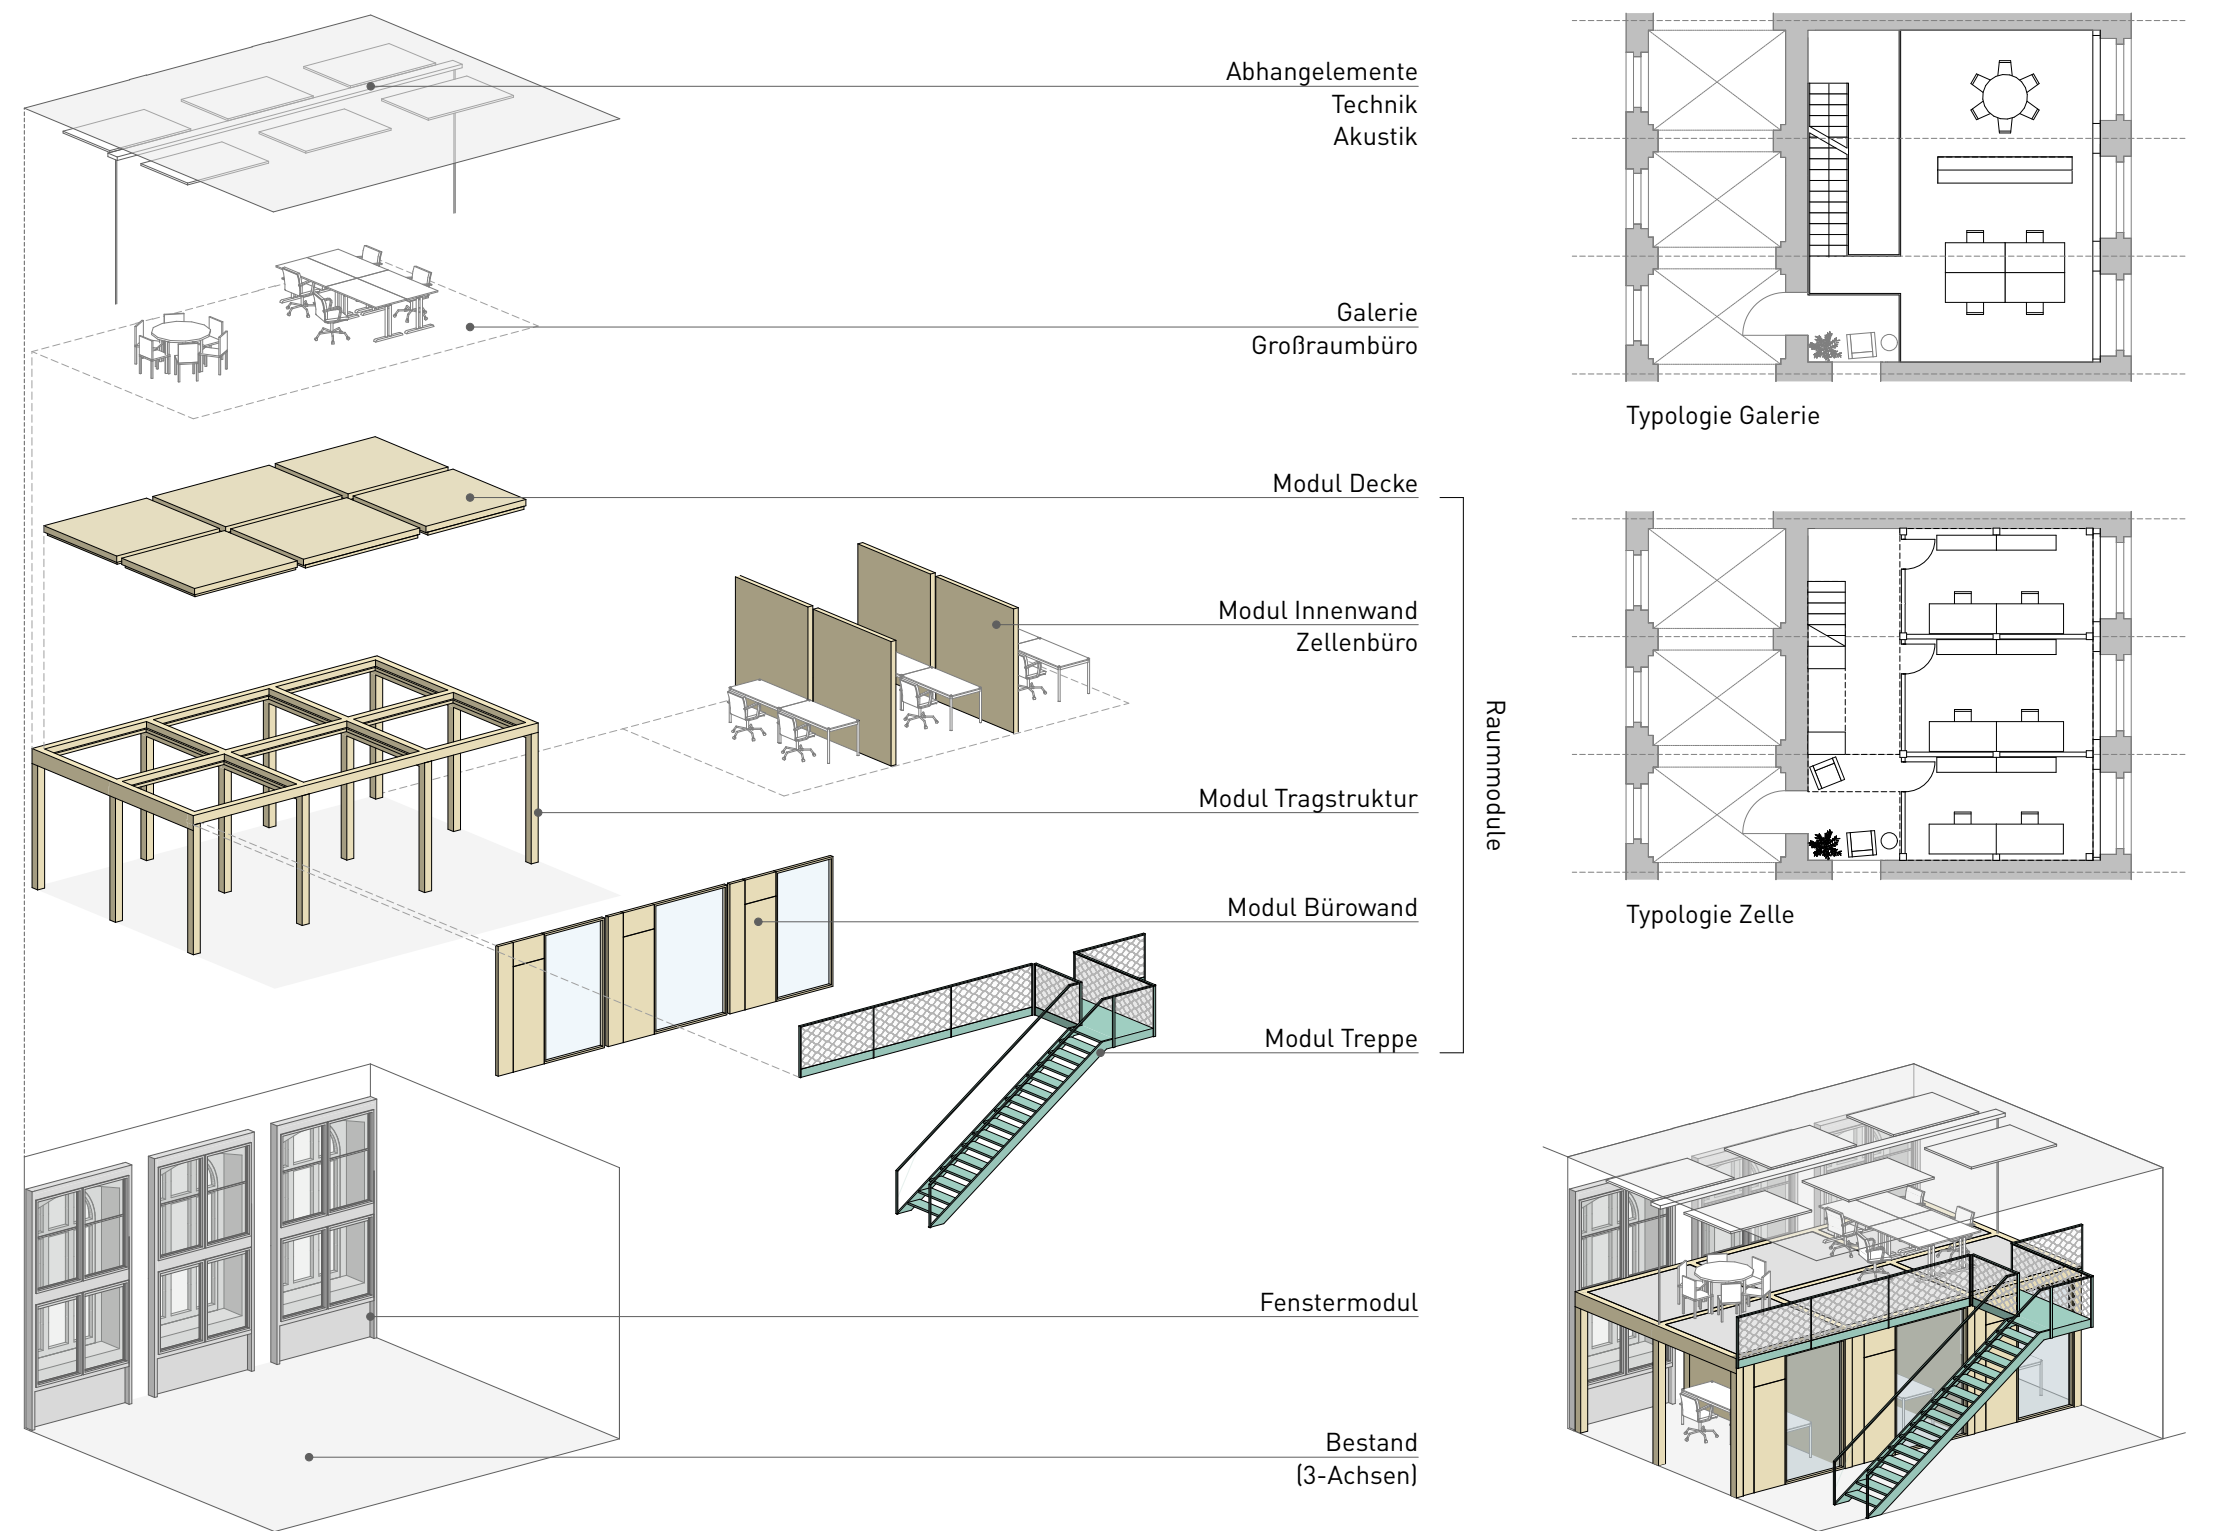 Abhangelemente
Technik
Akustik
Galerie
Großraumbüro
Modul Decke
Modul Innenwand
Zellenbüro
Modul Tragstruktur
Modul Bürowand
Modul Treppe
Raummodule
Fenstermodul
Bestand
(3-Achsen)
Typologie Galerie
Typologie Zelle